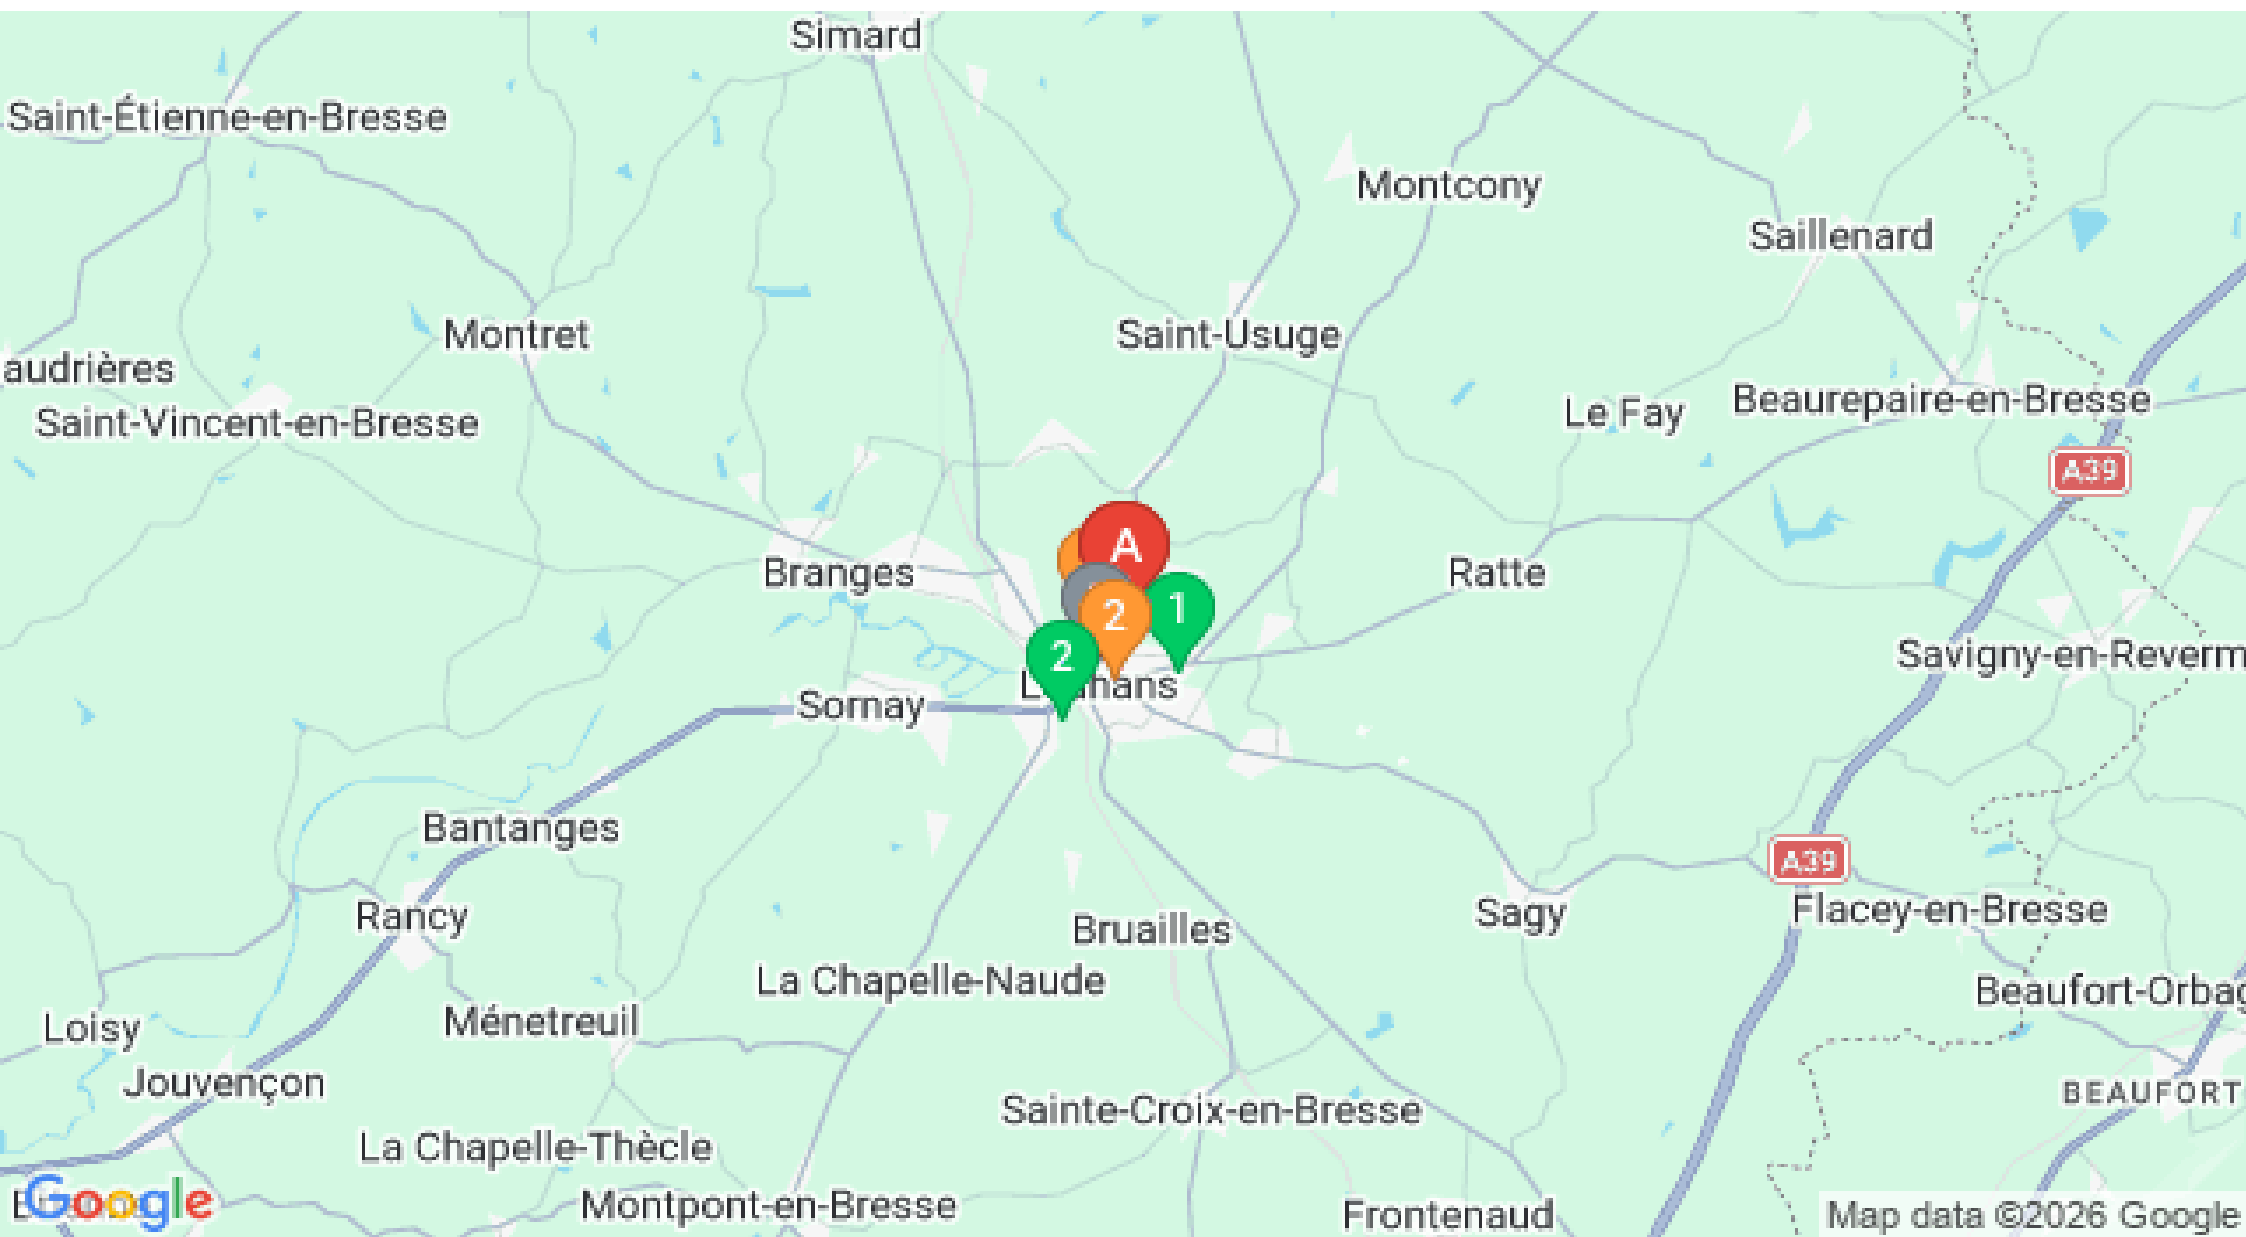 Simard
Saint-Étienne-en-Bresse
Montcony
Saillenard
Montret
Saint-Usuge
audrières
Saint-Vincent-en-Bresse
Le Fay
Beaurepaire-en-Bresse
A39
A
Branges
Ratte
1
2
2
Savigny-en-Reverm
Sornay
Bantanges
A39
Rancy
Bruailles
Sagy
Flacey-en-Bresse
La Chapelle-Naude
Beaufort-Orbag
Loisy
Ménetreuil
Jouvençon
BEAUFORT
Sainte-Croix-en-Bresse
La Chapelle-Thècle
Google
Montpont-en-Bresse
Frontenaud
Map data ©2026 Google